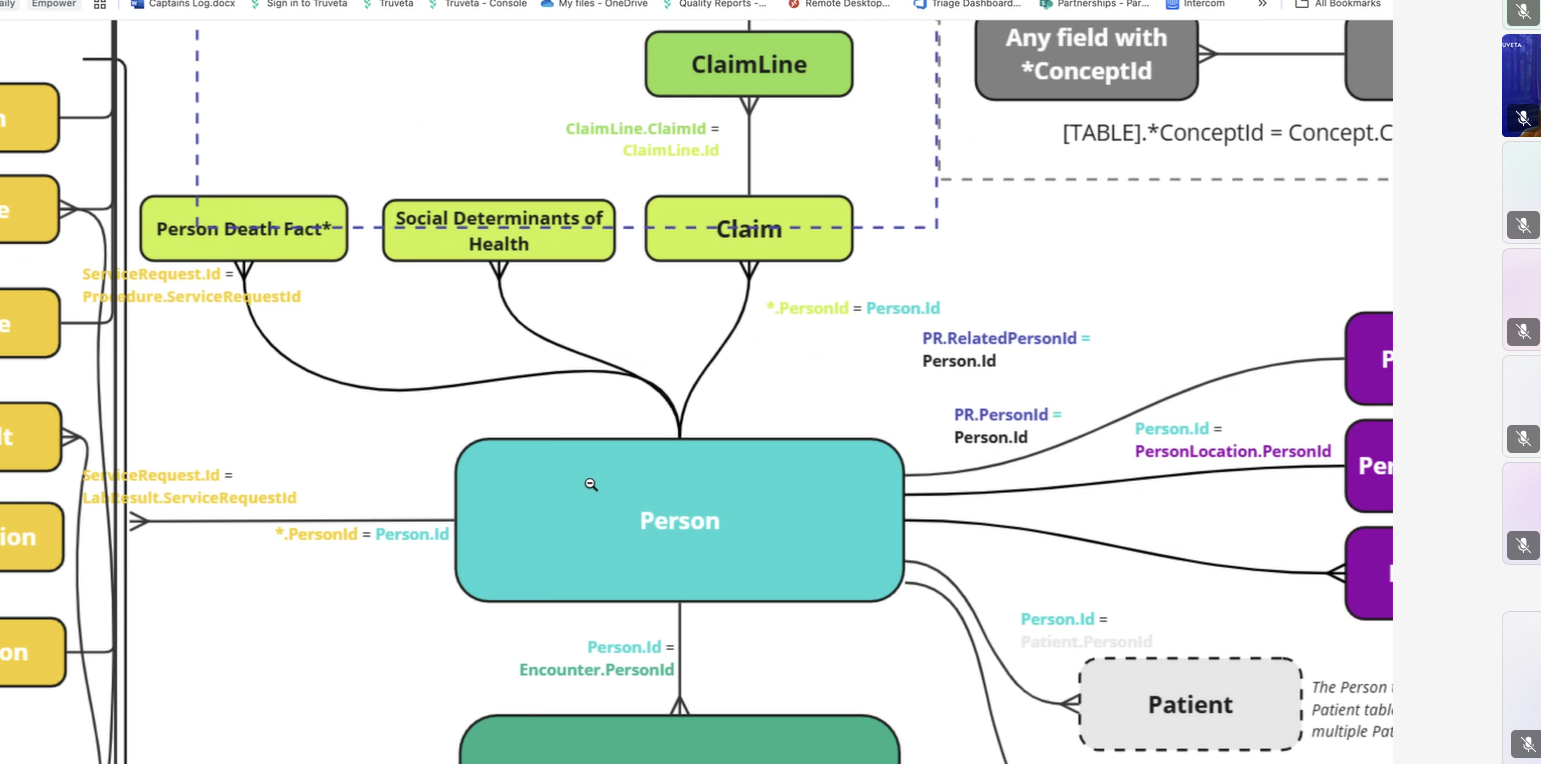 aily
Empower
Captains Log.docx
Sign in to Truveta
Truveta
Truveta - Console
My files - OneDrive
Quality Reports -...
Remote Desktop...
Triage Dashboard...
Partnerships - Par...
Intercom
»
All Bookmarks
UVETA
ClaimLine
Any field with
*ConceptId
ClaimLine.ClaimId =
ClaimLine.Id
[TABLE].*ConceptId = Concept.C
n
e
e
lt
ion
on
Person Death Fact*
Social Determinants of
Health
Claim
ServiceRequest.Id =
Procedure.ServiceRequestId
*.PersonId = Person.Id
PR.RelatedPersonId =
Person.Id
P
PR.PersonId =
Person.Id
Person.Id =
PersonLocation.PersonId
Per
ServiceRequest.Id =
LabResult.ServiceRequestId
*.PersonId = Person.Id
Person
Person.Id =
Encounter.PersonId
Person.Id =
Patient.PersonId
Patient
The Person
Patient tabl
multiple Pat